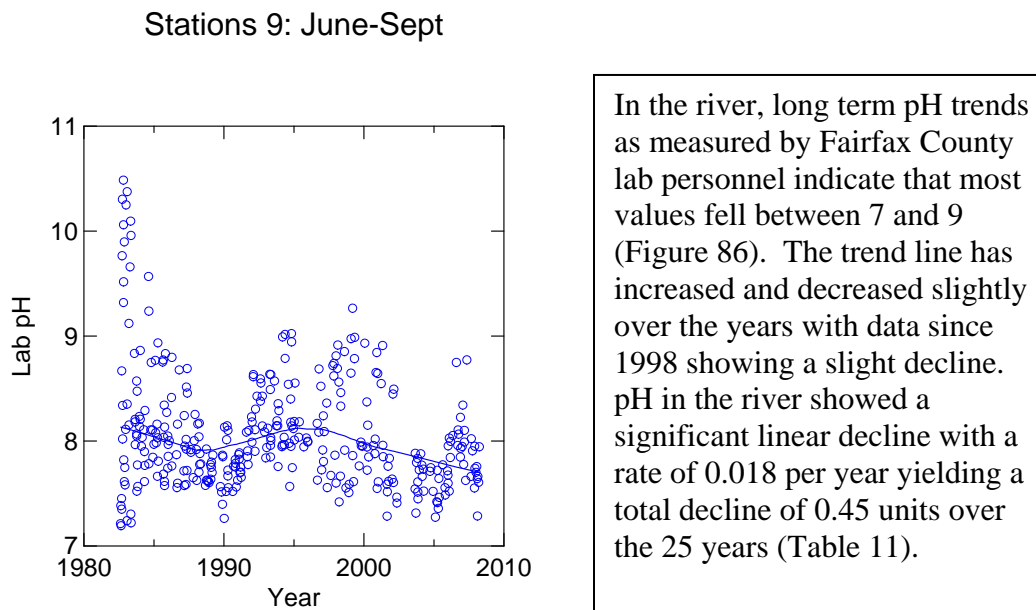 Stations 9: June-Sept
11
10
9
8
7
Lab pH
1980
1990
2000
2010
Year
In the river, long term pH trends
as measured by Fairfax County
lab personnel indicate that most
values fell between 7 and 9
(Figure 86).  The trend line has
increased and decreased slightly
over the years with data since
1998 showing a slight decline.
pH in the river showed a
significant linear decline with a
rate of 0.018 per year yielding a
total decline of 0.45 units over
the 25 years (Table 11).